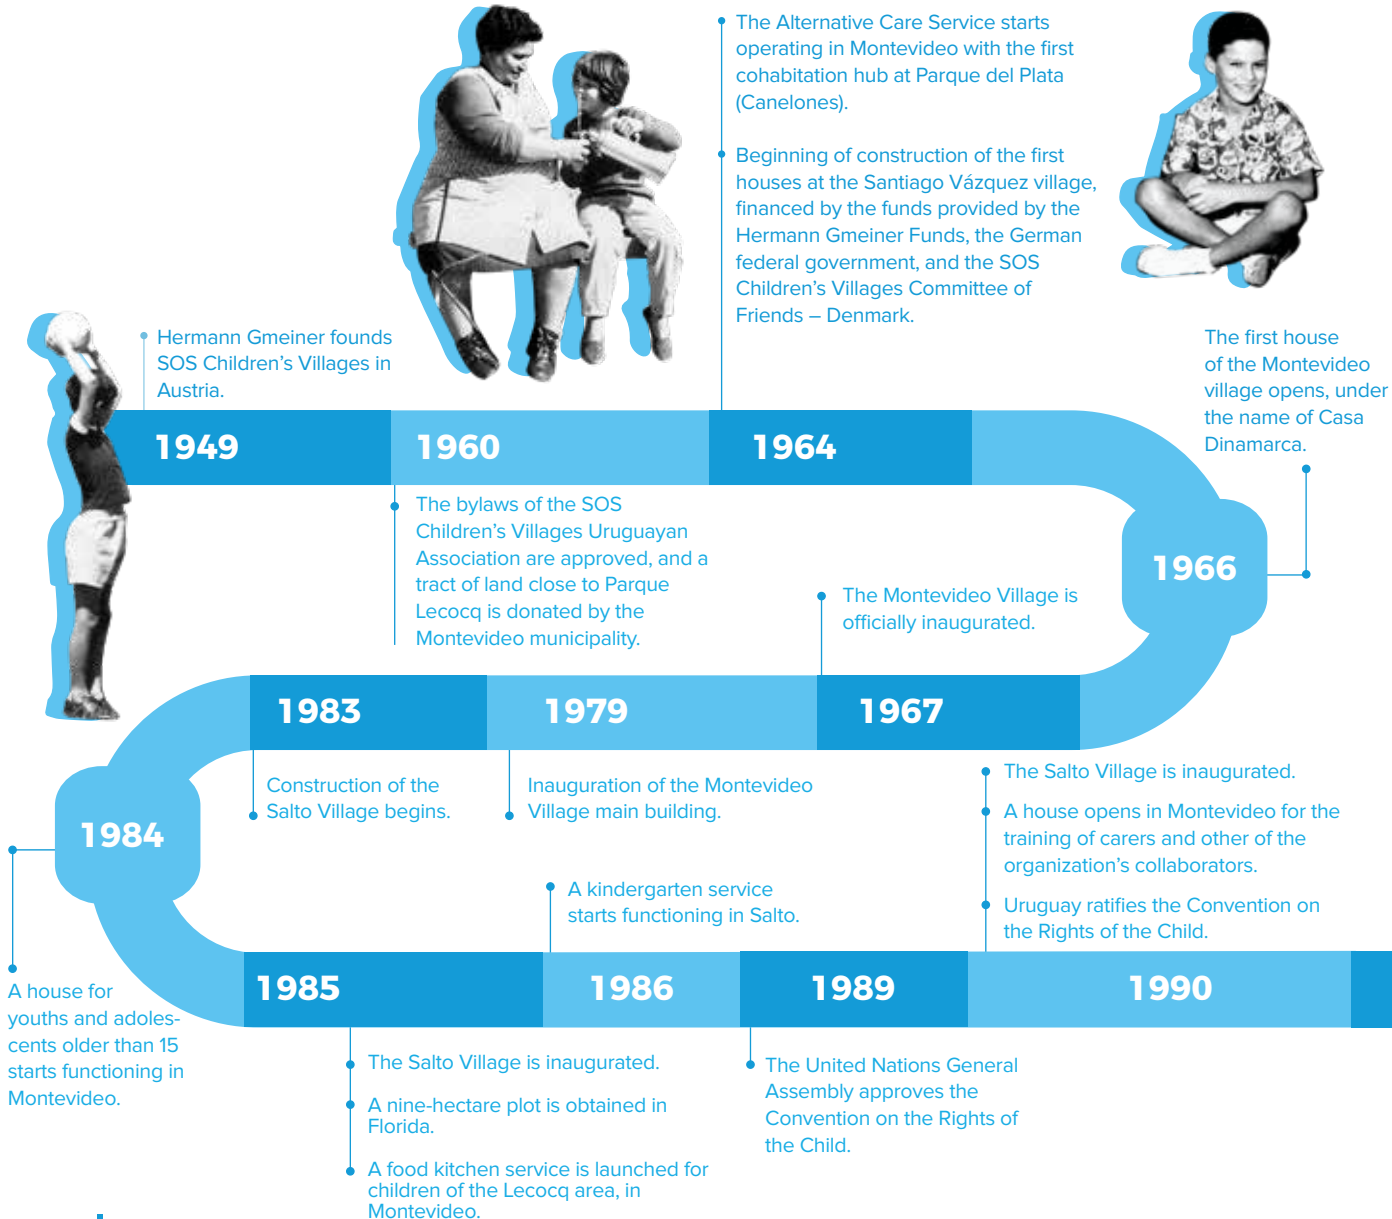 The Alternative Care Service starts
operating in Montevideo with the first
cohabitation hub at Parque del Plata
(Canelones).
Beginning of construction of the first
houses at the Santiago Vázquez village,
financed by the funds provided by the
Hermann Gmeiner Funds, the German
federal government, and the SOS
Children's Villages Committee of
Friends – Denmark.
Hermann Gmeiner founds
SOS Children's Villages in
Austria.
The first house
of the Montevideo
village opens, under
the name of Casa
Dinamarca.
1949
1960
1964
The bylaws of the SOS
Children's Villages Uruguayan
Association are approved, and a
tract of land close to Parque
Lecocq is donated by the
Montevideo municipality.
1966
The Montevideo Village is
officially inaugurated.
1983
1979
1967
Construction of the
Salto Village begins.
Inauguration of the Montevideo
Village main building.
The Salto Village is inaugurated.
A house opens in Montevideo for the
training of carers and other of the
organization's collaborators.
Uruguay ratifies the Convention on
the Rights of the Child.
1984
A kindergarten service
starts functioning in Salto.
A house for
youths and adoles-
cents older than 15
starts functioning in
Montevideo.
1985
1986
1989
1990
The Salto Village is inaugurated.
A nine-hectare plot is obtained in
Florida.
A food kitchen service is launched for
children of the Lecocq area, in
Montevideo.
The United Nations General
Assembly approves the
Convention on the Rights of
the Child.